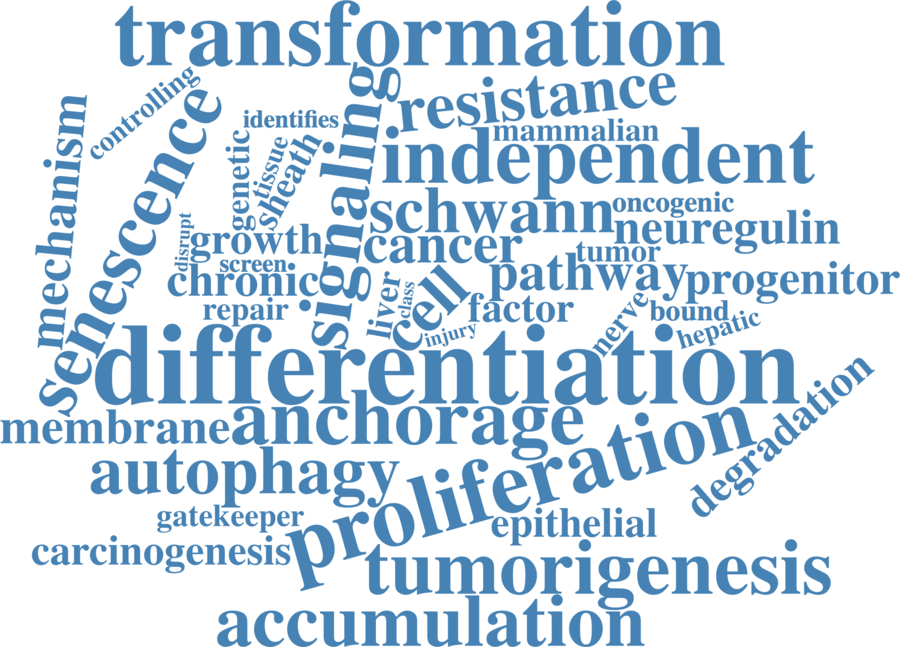 transformation
controlling
resistance
identifies
mammalian
mechanism
senescence
genetic
tissue
sheath
signaling
independent
schwann
oncogenic
neuregulin
disrupt
growth
cancer
tumor
screen
chronic
pathway
progenitor
repair
liver
class
cell
factor
nerve
bound
injury
hepatic
differentiation
membrane
anchorage
degradation
autophagy
proliferation
gatekeeper
epithelial
carcinogenesis
tumorigenesis
accumulation